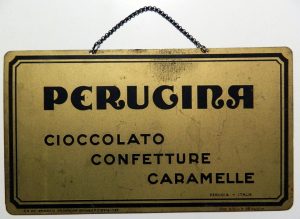 PERUGINA
CIOCCOLATO
CONFETTURE
CARAMELLE
PERUGIA - ITALIA